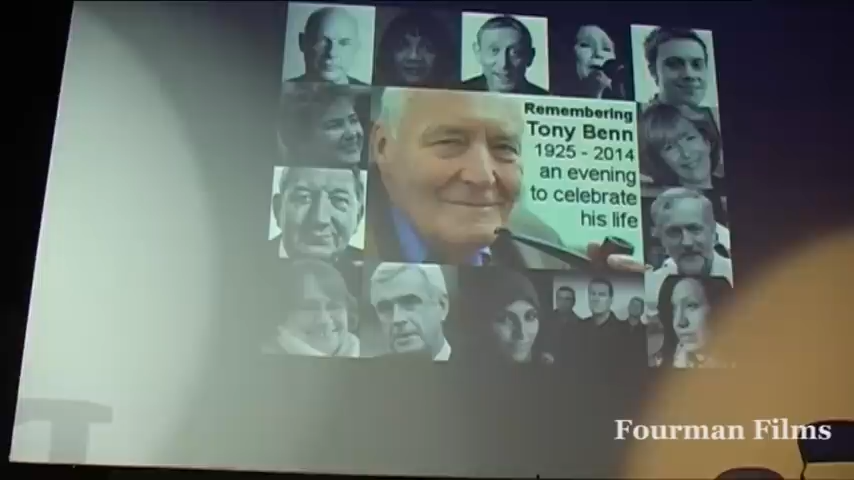 Remembering
Tony Benn
1925 - 2014
an evening
to celebrate
his life
Fourman Films